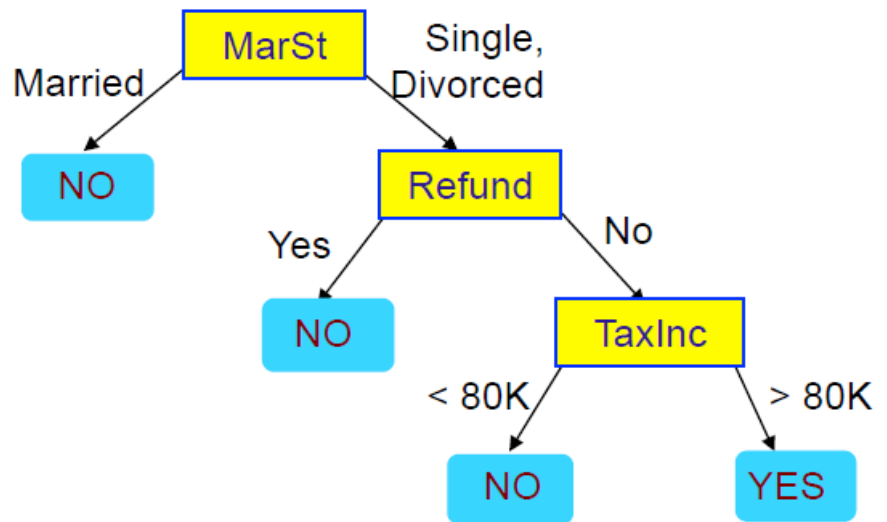 MarSt
Single,
Married
Divorced
NO
Refund
Yes
No
NO
TaxInc
< 80K
> 80K
NO
YES